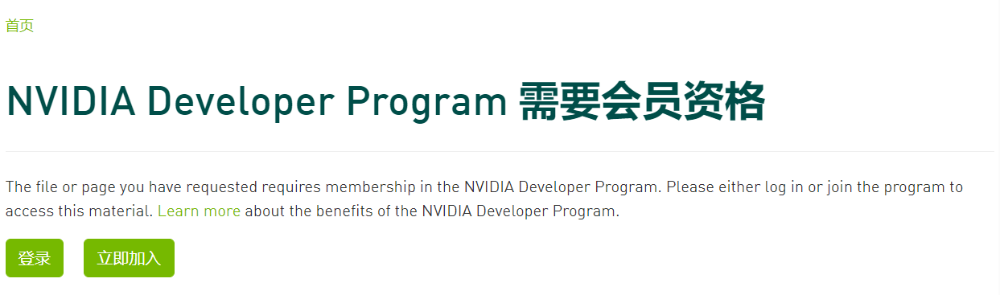 首页
NVIDIA Developer Program 需要会员资格
The file or page you have requested requires membership in the NVIDIA Developer Program. Please either log in or join the program to
access this material. Learn more about the benefits of the NVIDIA Developer Program.
登录 立即加入